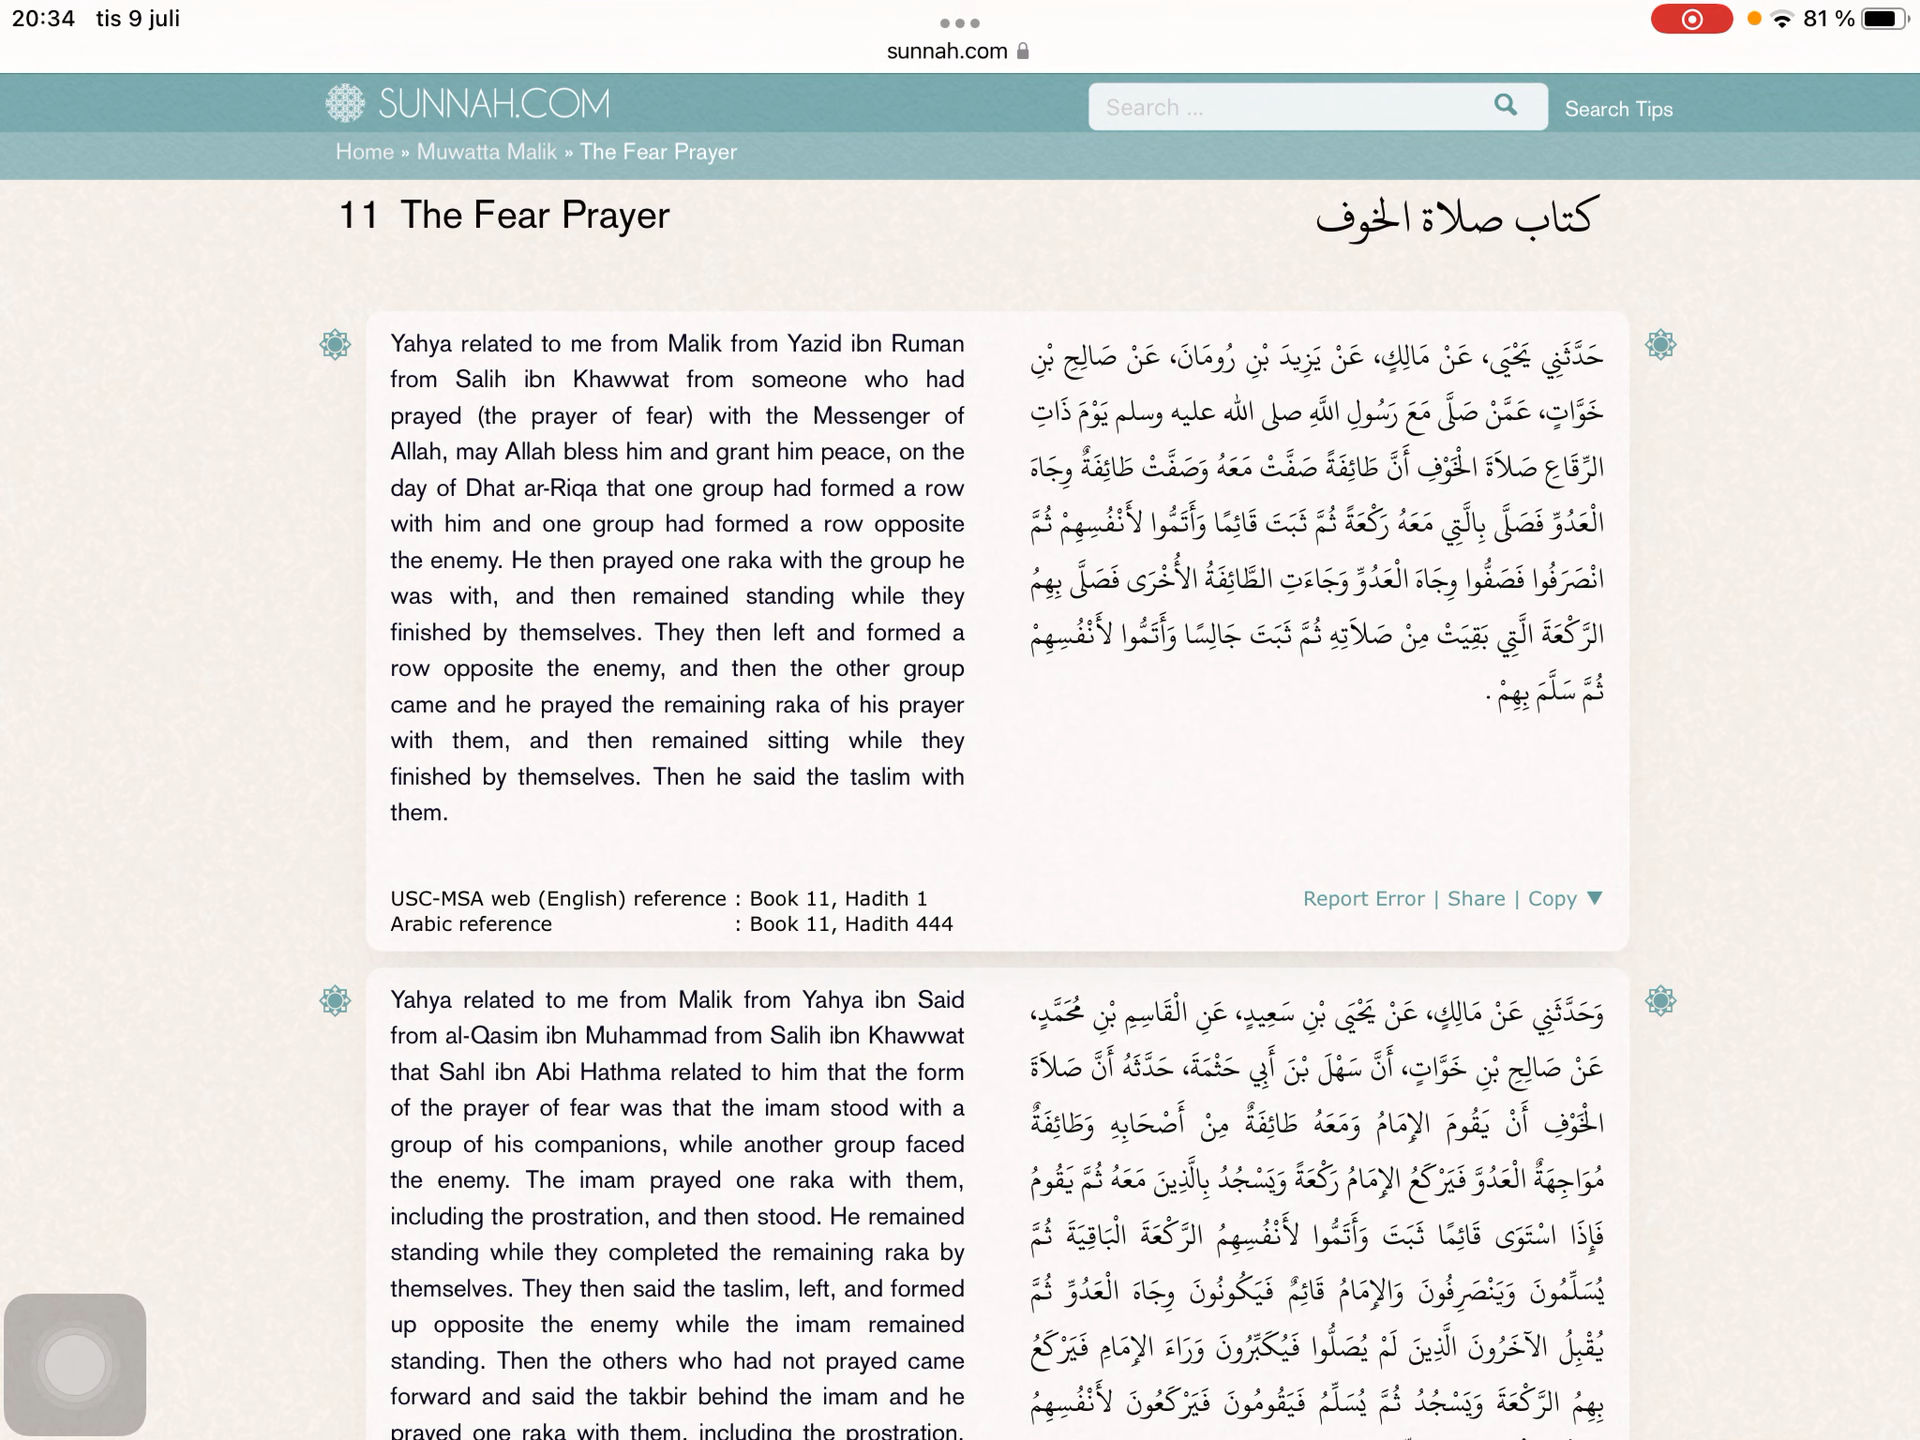 20:34 tis 9 juli
81 %
sunnah.com
SUNNAH.COM
Search ...
Search Tips
Home » Muwatta Malik » The Fear Prayer
11 The Fear Prayer
كتاب صلاة الخوف
Yahya related to me from Malik from Yazid ibn Ruman
from Salih ibn Khawwat from someone who had
prayed (the prayer of fear) with the Messenger of
Allah, may Allah bless him and grant him peace, on the
day of Dhat ar-Riqa that one group had formed a row
with him and one group had formed a row opposite
the enemy. He then prayed one raka with the group he
was with, and then remained standing while they
finished by themselves. They then left and formed a
row opposite the enemy, and then the other group
came and he prayed the remaining raka of his prayer
with them, and then remained sitting while they
finished by themselves. Then he said the taslim with
them.
حَدَّثَنِي يَحْيَى، عَنْ مَالِكٍ، عَنْ يَزِيدَ بْنِ رُومَانَ، عَنْ صَالِحِ بْنِ
خَوَّاتٍ، عَمَّنْ صَلَّى مَعَ رَسُولِ اللَّهِ صلى الله عليه وسلم يَوْمَ ذَاتِ
الرِّقَاعِ صَلاَةَ الْخَوْفِ أَنَّ طَائِفَةً صَفَّتْ مَعَهُ وَصَفَّتْ طَائِفَةٌ وِجَاهَ
الْعَدُوِّ فَصَلَّى بِالَّتِي مَعَهُ رَكْعَةً ثُمَّ ثَبَتَ قَائِمًا وَأَتَمُّوا لأَنْفُسِهِمْ ثُمَّ
انْصَرَفُوا فَصَفُّوا وِجَاهَ الْعَدُوِّ وَجَاءَتِ الطَّائِفَةُ الأُخْرَى فَصَلَّى بِهِمُ
الرَّكْعَةَ الَّتِي بَقِيَتْ مِنْ صَلاَتِهِ ثُمَّ ثَبَتَ جَالِسًا وَأَتَمُّوا لأَنْفُسِهِمْ
ثُمَّ سَلَّمَ بِهِمْ .
USC-MSA web (English) reference : Book 11, Hadith 1
Arabic reference : Book 11, Hadith 444
Report Error | Share | Copy ▼
Yahya related to me from Malik from Yahya ibn Said
from al-Qasim ibn Muhammad from Salih ibn Khawwat
that Sahl ibn Abi Hathma related to him that the form
of the prayer of fear was that the imam stood with a
group of his companions, while another group faced
the enemy. The imam prayed one raka with them,
including the prostration, and then stood. He remained
standing while they completed the remaining raka by
themselves. They then said the taslim, left, and formed
up opposite the enemy while the imam remained
standing. Then the others who had not prayed came
forward and said the takbir behind the imam and he
prayed one raka with them, including the prostration.
وَحَدَّثَنِي عَنْ مَالِكٍ، عَنْ يَحْيَى بْنِ سَعِيدٍ، عَنِ الْقَاسِمِ بْنِ مُحَمَّدٍ،
عَنْ صَالِحِ بْنِ خَوَّاتٍ، أَنَّ سَهْلَ بْنَ أَبِي حَثْمَةَ، حَدَّثَهُ أَنَّ صَلاَةَ
الْخَوْفِ أَنْ يَقُومَ الإِمَامُ وَمَعَهُ طَائِفَةٌ مِنْ أَصْحَابِهِ وَطَائِفَةٌ
مُوَاجِهَةٌ الْعَدُوَّ فَيَرْكَعُ الإِمَامُ رَكْعَةً وَيَسْجُدُ بِالَّذِينَ مَعَهُ ثُمَّ يَقُومُ
فَإِذَا اسْتَوَى قَائِمًا ثَبَتَ وَأَتَمُّوا لأَنْفُسِهِمُ الرَّكْعَةَ الْبَاقِيَةَ ثُمَّ
يُسَلِّمُونَ وَيَنْصَرِفُونَ وَالإِمَامُ قَائِمٌ فَيَكُونُونَ وِجَاهَ الْعَدُوِّ ثُمَّ
يُقْبِلُ الآخَرُونَ الَّذِينَ لَمْ يُصَلُّوا فَيُكَبِّرُونَ وَرَاءَ الإِمَامِ فَيَرْكَعُ
بِهِمُ الرَّكْعَةَ وَيَسْجُدُ ثُمَّ يُسَلِّمُ فَيَقُومُونَ فَيَرْكَعُونَ لأَنْفُسِهِمُ